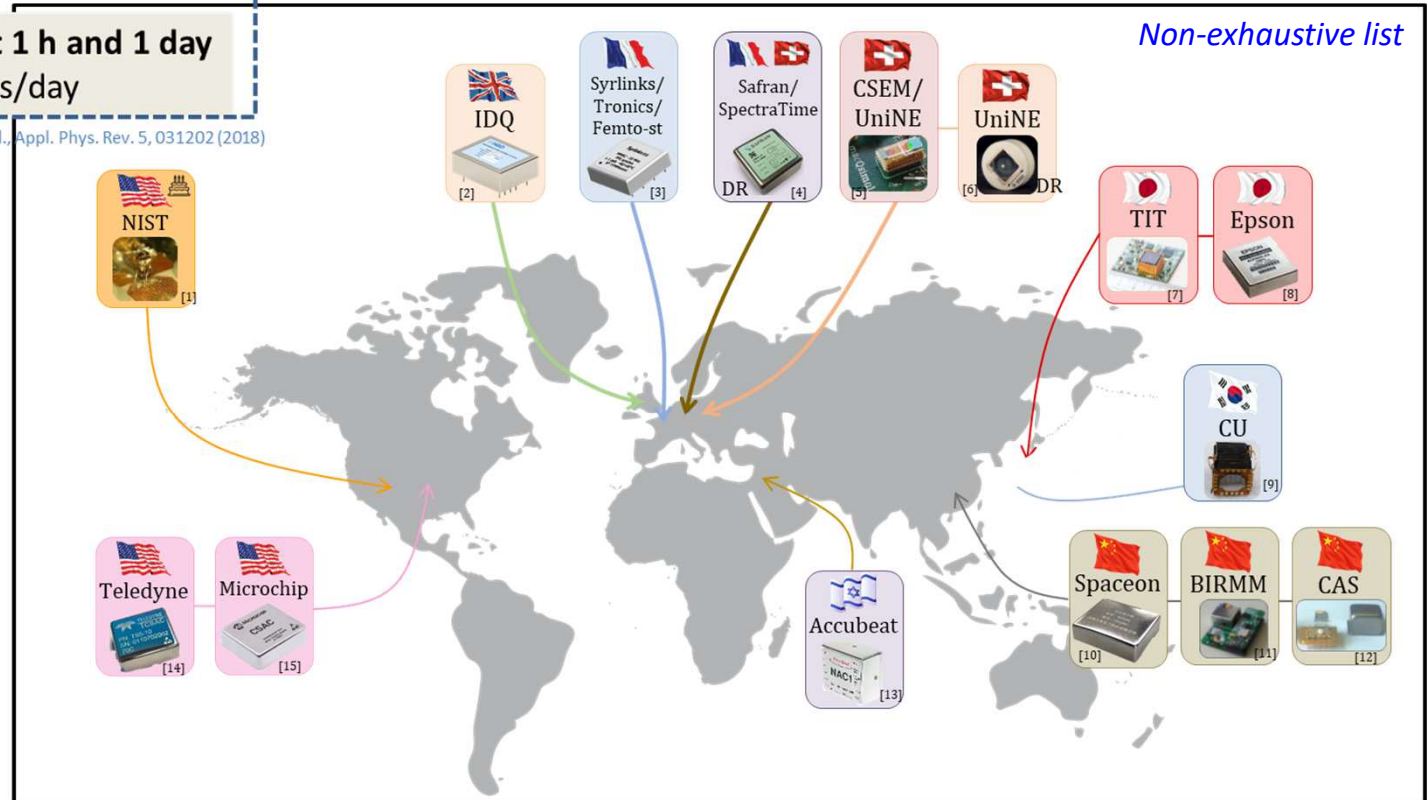 1 h and 1 day
s/day
l., Appl. Phys. Rev. 5, 031202 (2018)
Non-exhaustive list
NIST
[1]
IDQ
[2]
Syrlinks/
Tronics/
Femto-st
[3]
Safran/
SpectraTime
DR
[4]
CSEM/
UniNE
[5]
UniNE
[6]
DR
TIT
[7]
Epson
EPSON
[8]
CU
[9]
Spaceon
[10]
BIRMM
[11]
CAS
[12]
Accubeat
NAC1
[13]
Teledyne
[14]
Microchip
CSAC
[15]